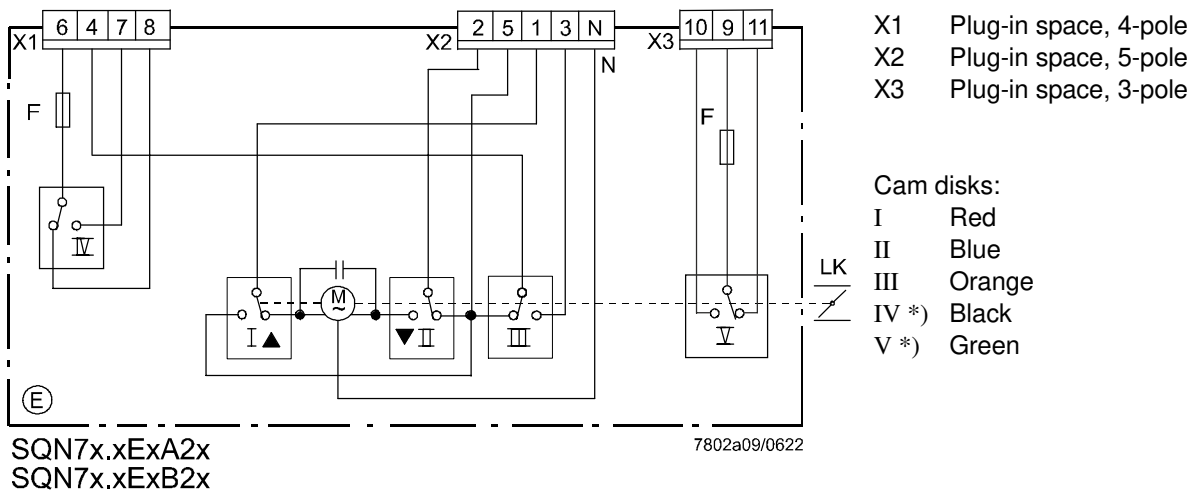 6 4 7 8
2 5 1 3 N
10 9 11
X1
X2
X3
N
F
F
IV
M
~
I ▲
▼ II
III
V
LK
E
7802a09/0622
SQN7x.xExA2x
SQN7x.xExB2x
X1 Plug-in space, 4-pole
X2 Plug-in space, 5-pole
X3 Plug-in space, 3-pole
Cam disks:
I Red
II Blue
III Orange
IV *) Black
V *) Green